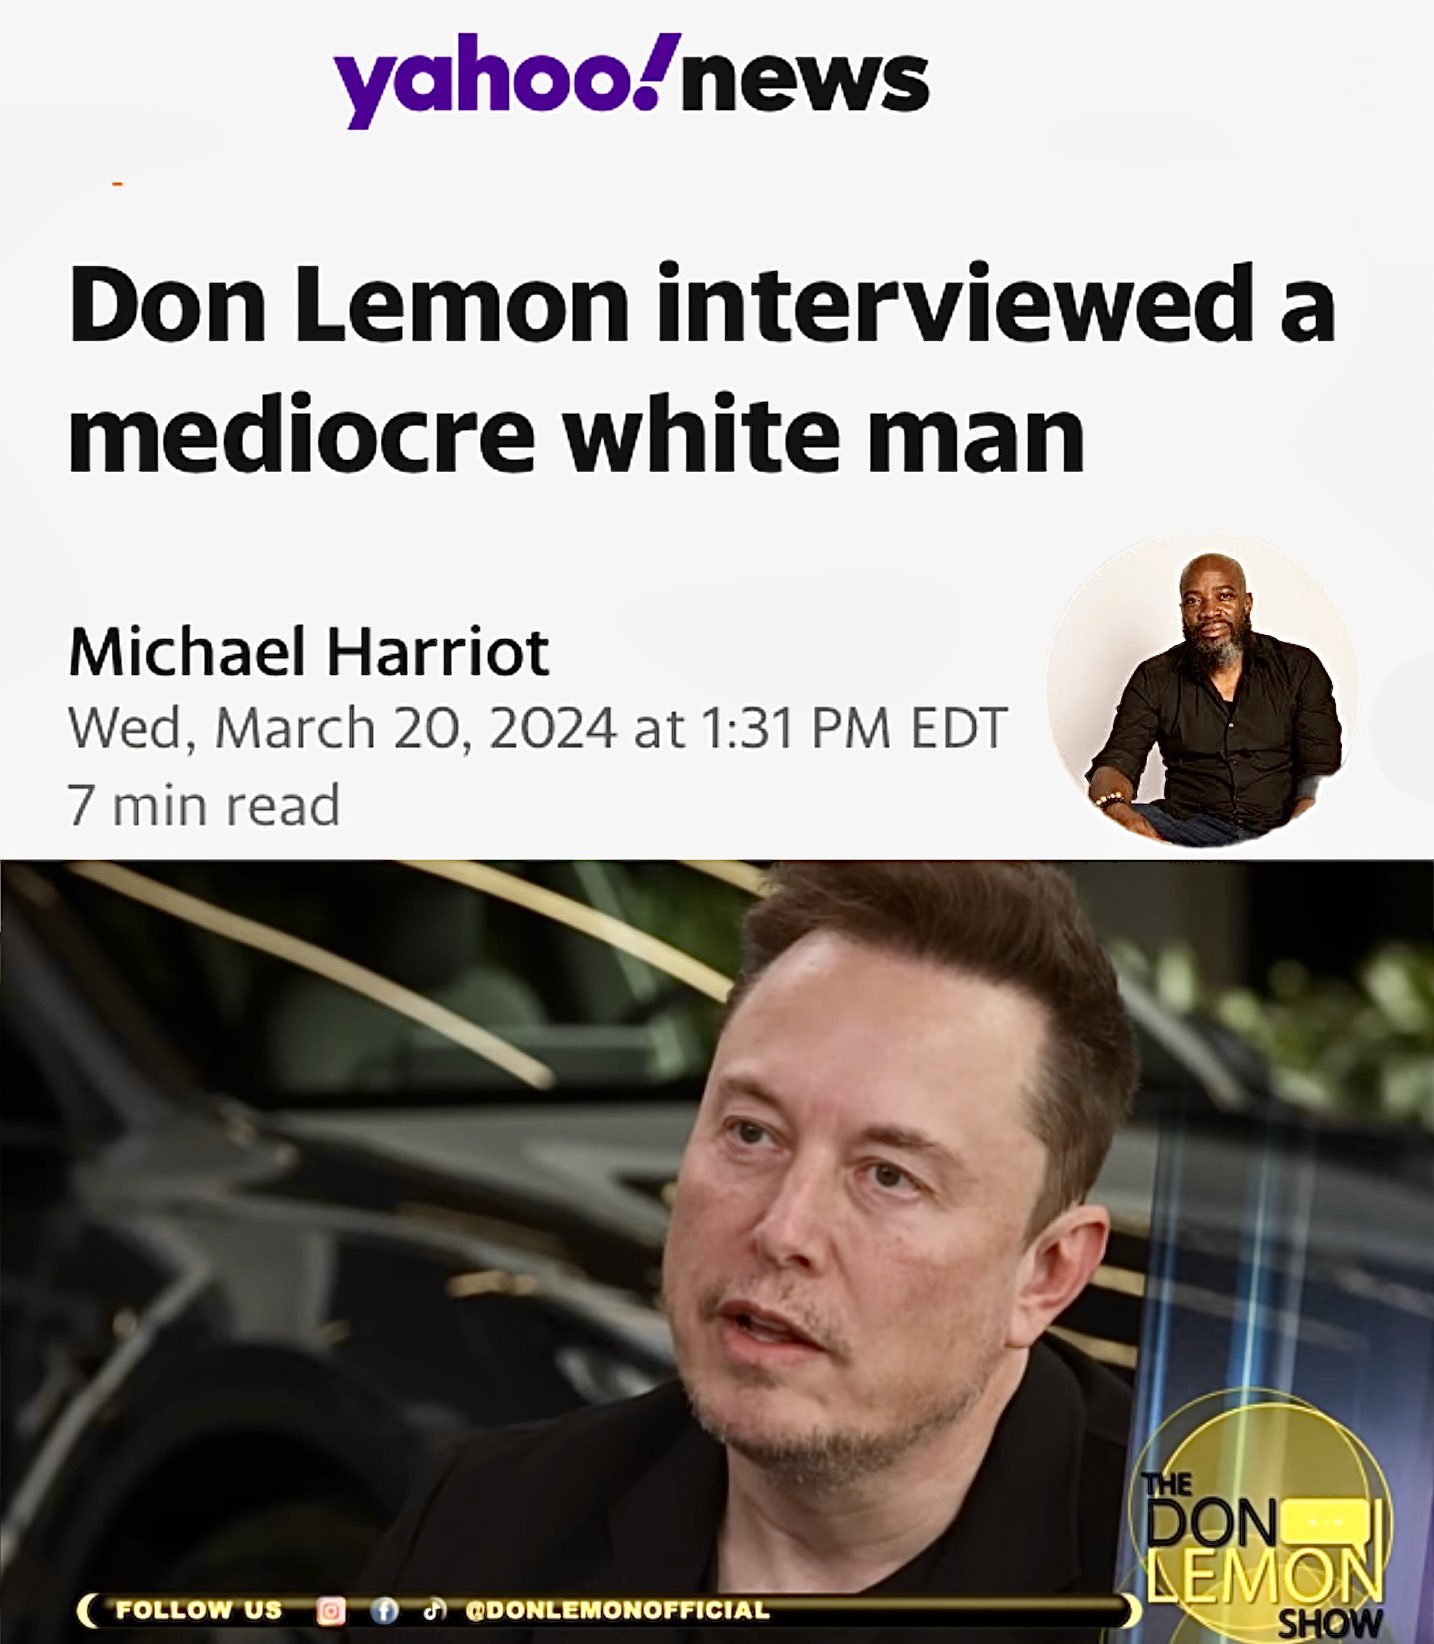 yahoo!news
Don Lemon interviewed a
mediocre white man
Michael Harriot
Wed, March 20, 2024 at 1:31 PM EDT
7 min read
THE
DON
LEMON
SHOW
FOLLOW US @DONLEMONOFFICIAL